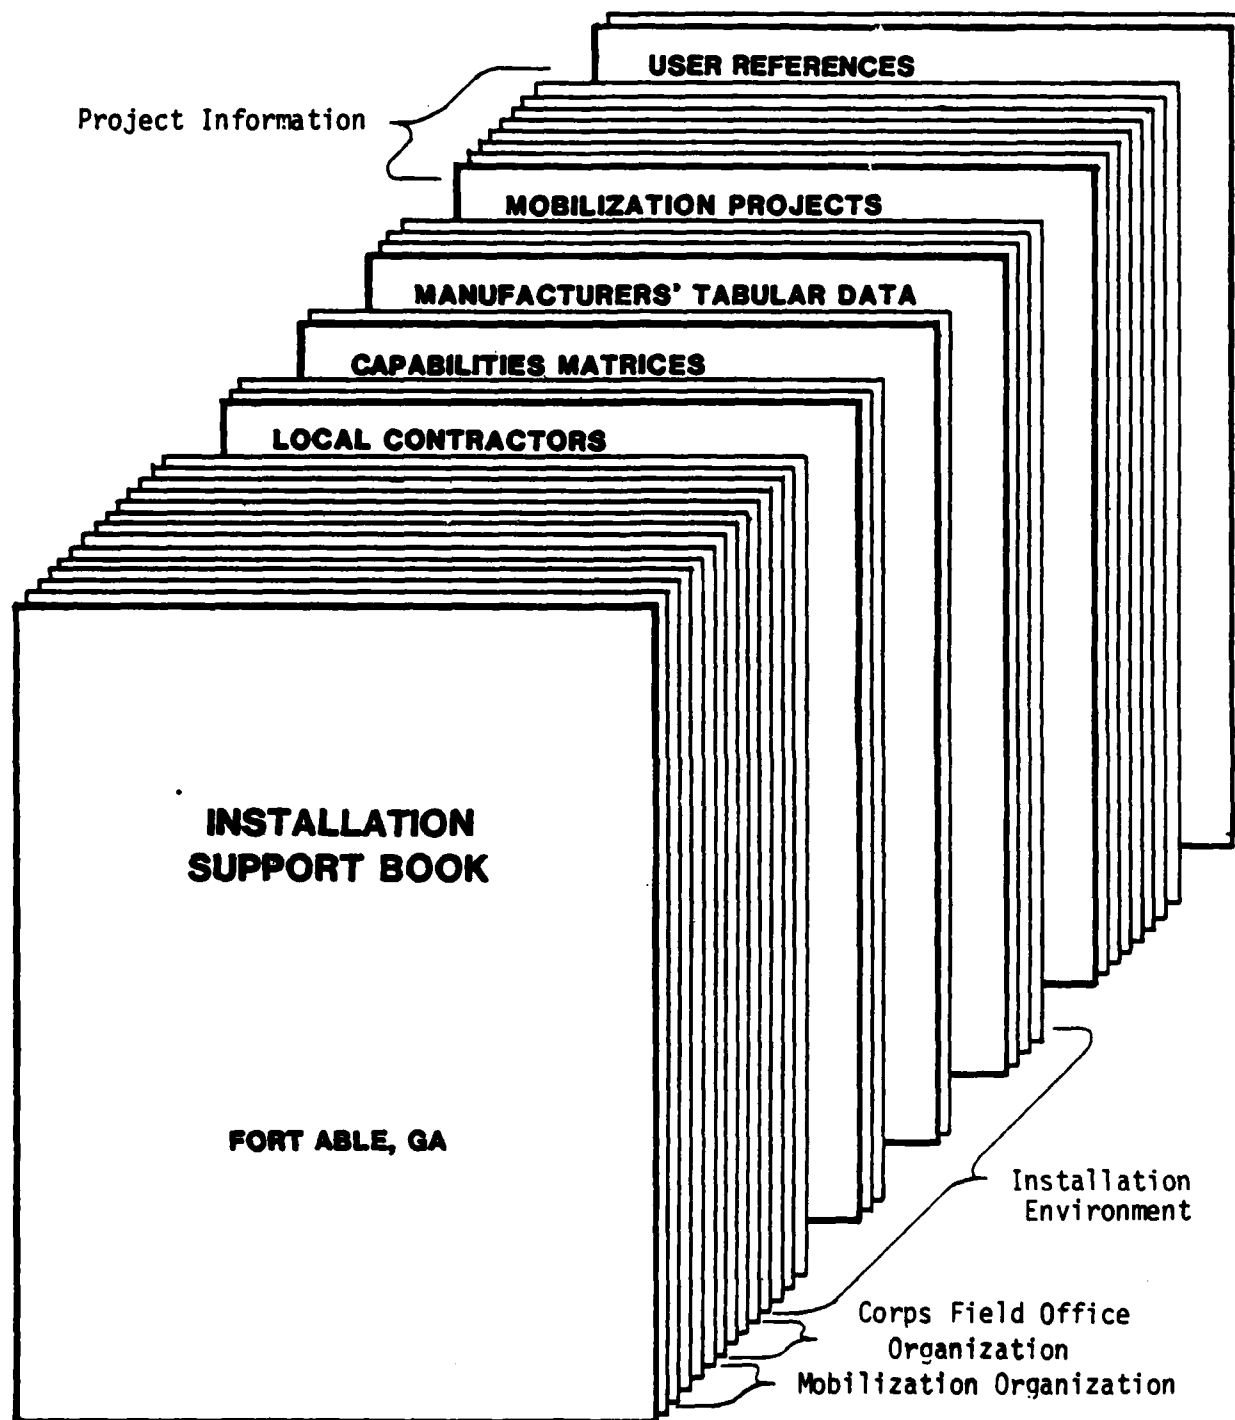 USER REFERENCES
Project Information
MOBILIZATION PROJECTS
MANUFACTURERS' TABULAR DATA
CAPABILITIES MATRICES
LOCAL CONTRACTORS
INSTALLATION
SUPPORT BOOK
FORT ABLE, GA
Installation
Environment
Corps Field Office
Organization
Mobilization Organization